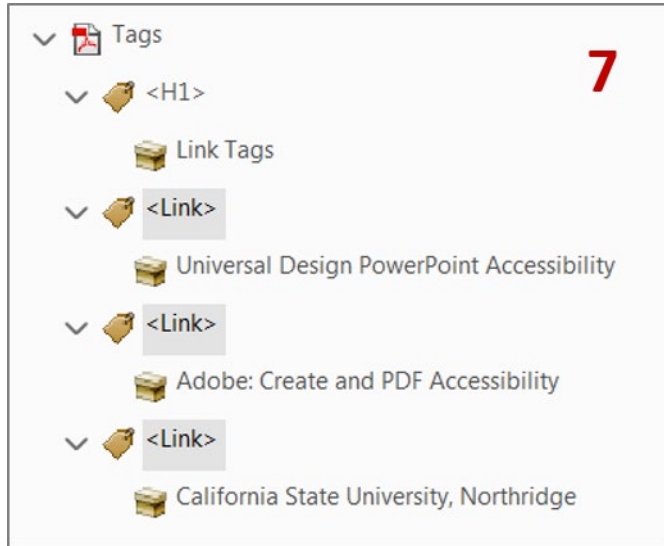 Tags
7
<H1>
Link Tags
<Link>
Universal Design PowerPoint Accessibility
<Link>
Adobe: Create and PDF Accessibility
<Link>
California State University, Northridge